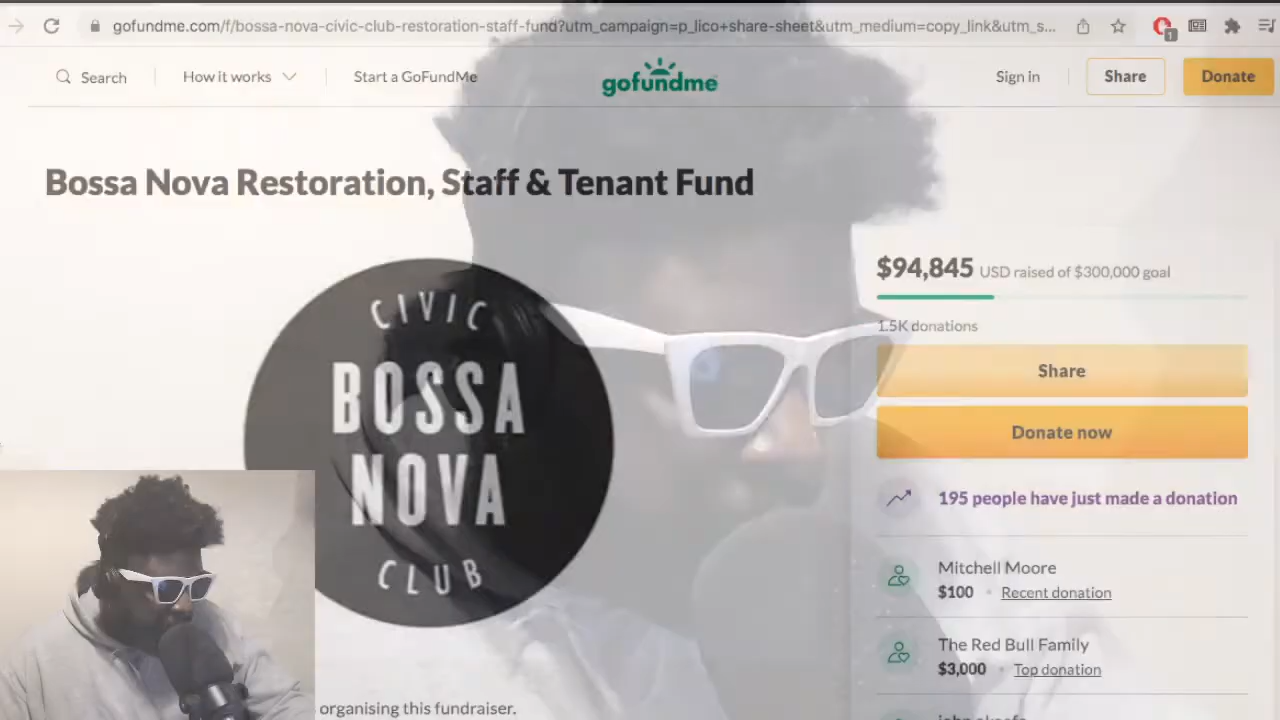 gofundme.com/f/bossa-nova-civic-club-restoration-staff-fund?utm_campaign=p_lico+share-sheet&utm_medium=copy_link&utm_s...
1
Search
How it works
Start a GoFundMe
gofundme
Sign in
Share
Donate
Bossa Nova Restoration, Staff & Tenant Fund
$94,845 USD raised of $300,000 goal
1.5K donations
Share
Donate now
195 people have just made a donation
Mitchell Moore
$100 • Recent donation
The Red Bull Family
$3,000 • Top donation
CIVIC
BOSSA
NOVA
CLUB
organising this fundraiser.